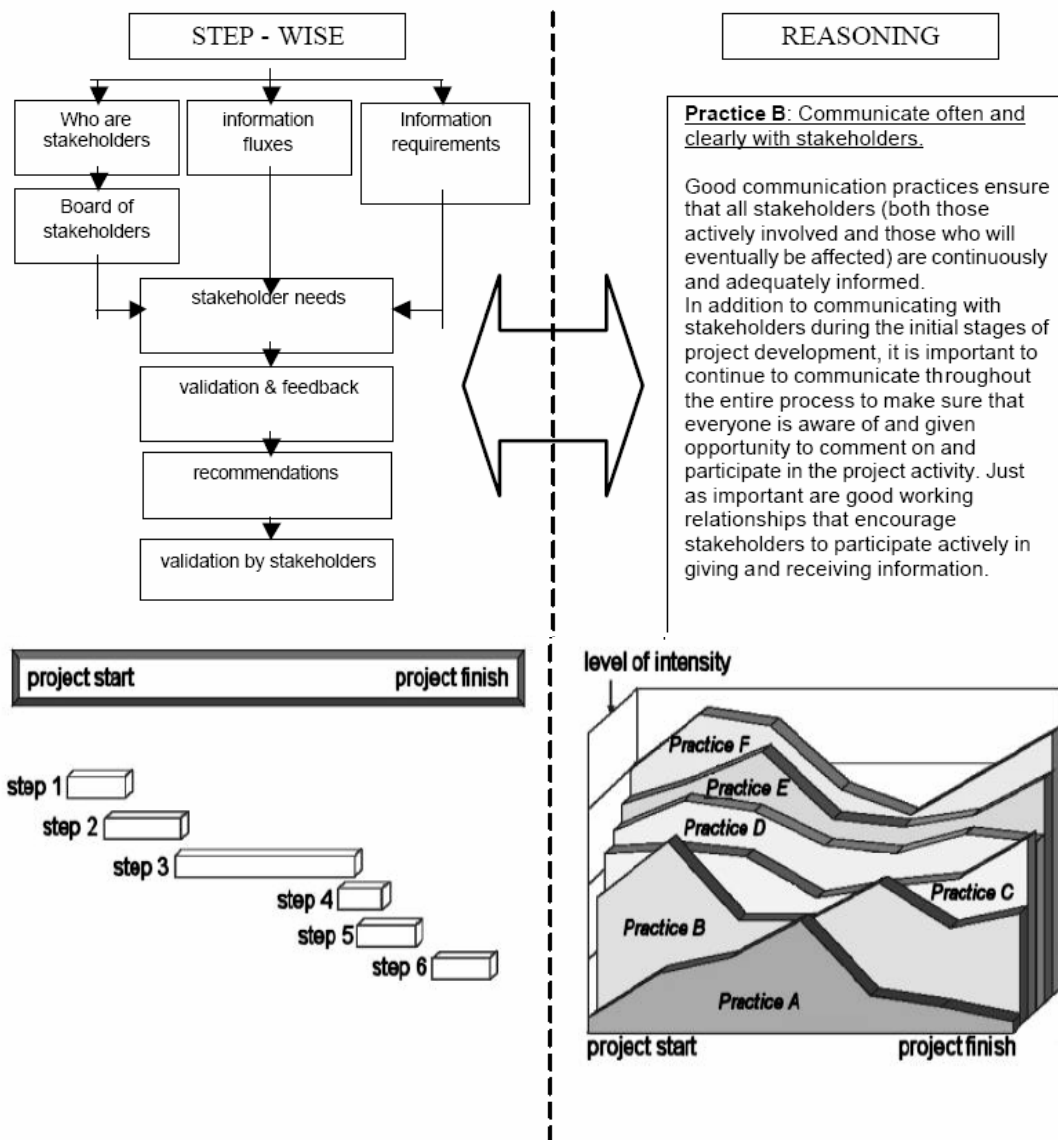 STEP - WISE
Who are
stakeholders
information
fluxes
Information
requirements
Board of
stakeholders
stakeholder needs
validation & feedback
recommendations
validation by stakeholders
REASONING
Practice B: Communicate often and
clearly with stakeholders.
Good communication practices ensure
that all stakeholders (both those
actively involved and those who will
eventually be affected) are continuously
and adequately informed.
In addition to communicating with
stakeholders during the initial stages of
project development, it is important to
continue to communicate throughout
the entire process to make sure that
everyone is aware of and given
opportunity to comment on and
participate in the project activity. Just
as important are good working
relationships that encourage
stakeholders to participate actively in
giving and receiving information.
project start project finish
step 1
step 2
step 3
step 4
step 5
step 6
level of intensity
Practice F
Practice E
Practice D
Practice C
Practice B
Practice A
project start project finish